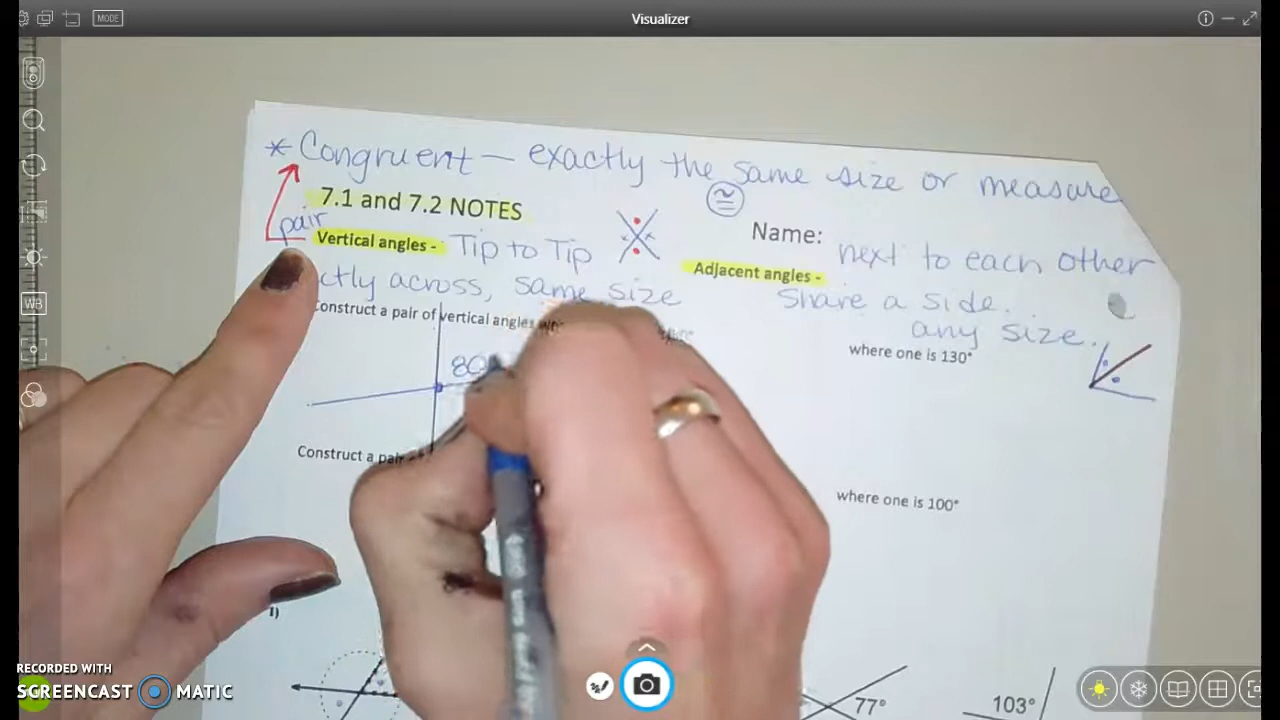 MODE
Visualizer
* Congruent — exactly the same size or measure
≅
7.1 and 7.2 NOTES
Name:
pair
Vertical angles - Tip to Tip
Adjacent angles - next to each other
ctly across, same size
share a side.
any size.
Construct a pair of vertical angles
where one is 130°
80
Construct a pair
where one is 100°
WB
1)
77°
103°
RECORDED WITH
SCREENCAST MATIC